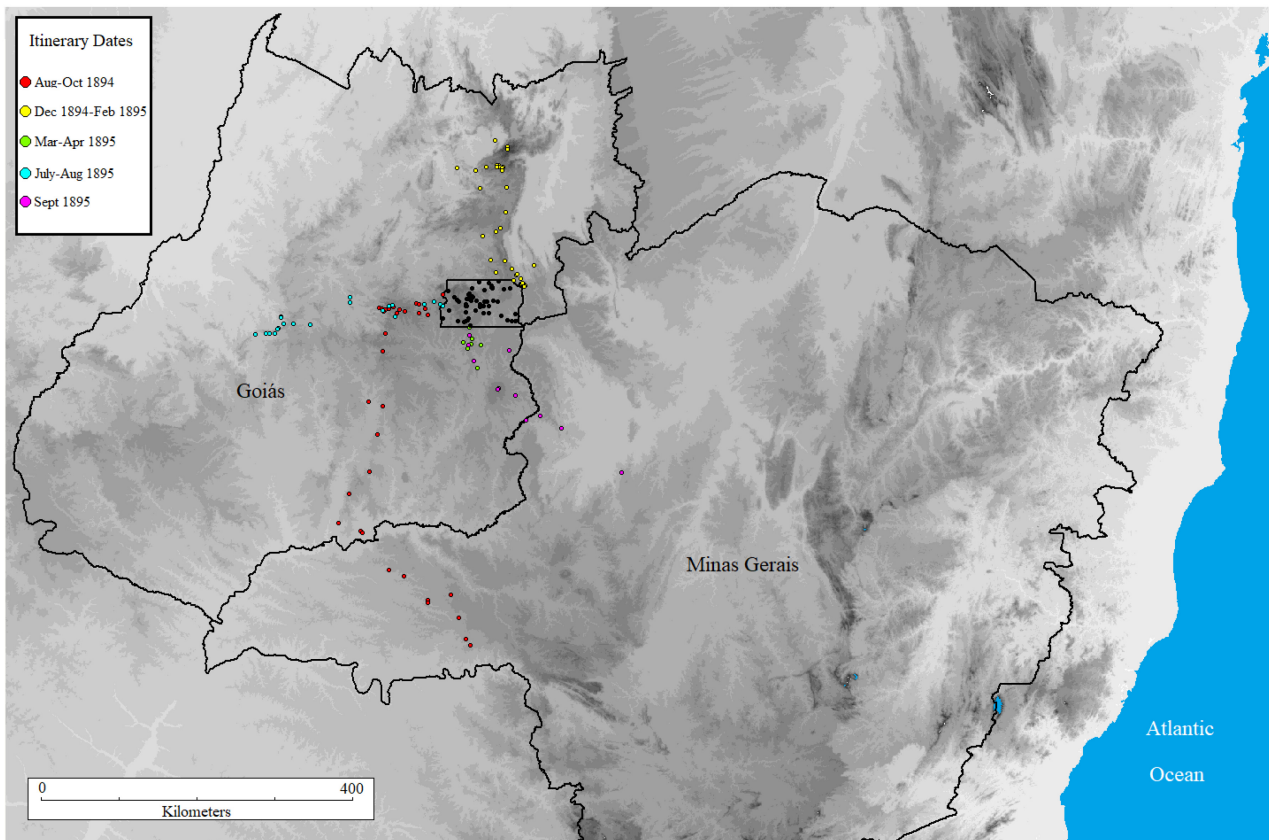 Itinerary Dates
Aug-Oct 1894
Dec 1894-Feb 1895
Mar-Apr 1895
July-Aug 1895
Sept 1895
Goiás
Minas Gerais
Atlantic
Ocean
0 400
Kilometers